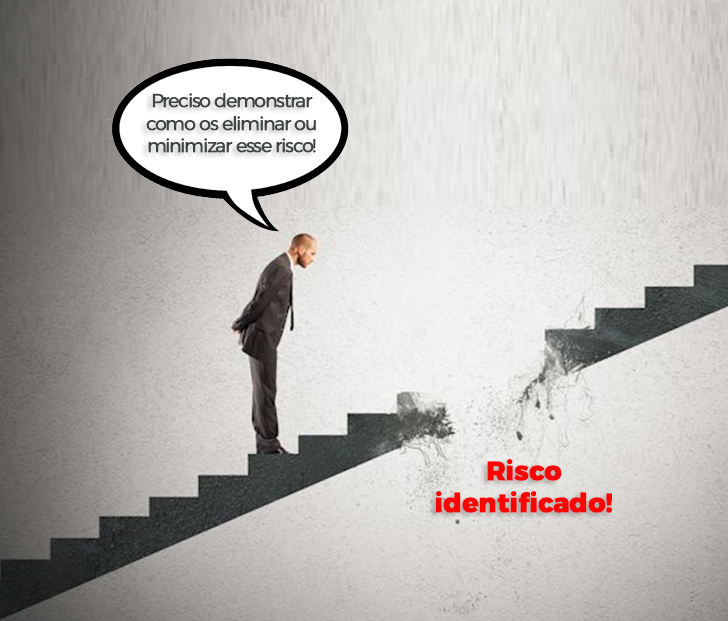 Preciso demonstrar
como os eliminar ou
minimizar esse risco!
Risco
identificado!